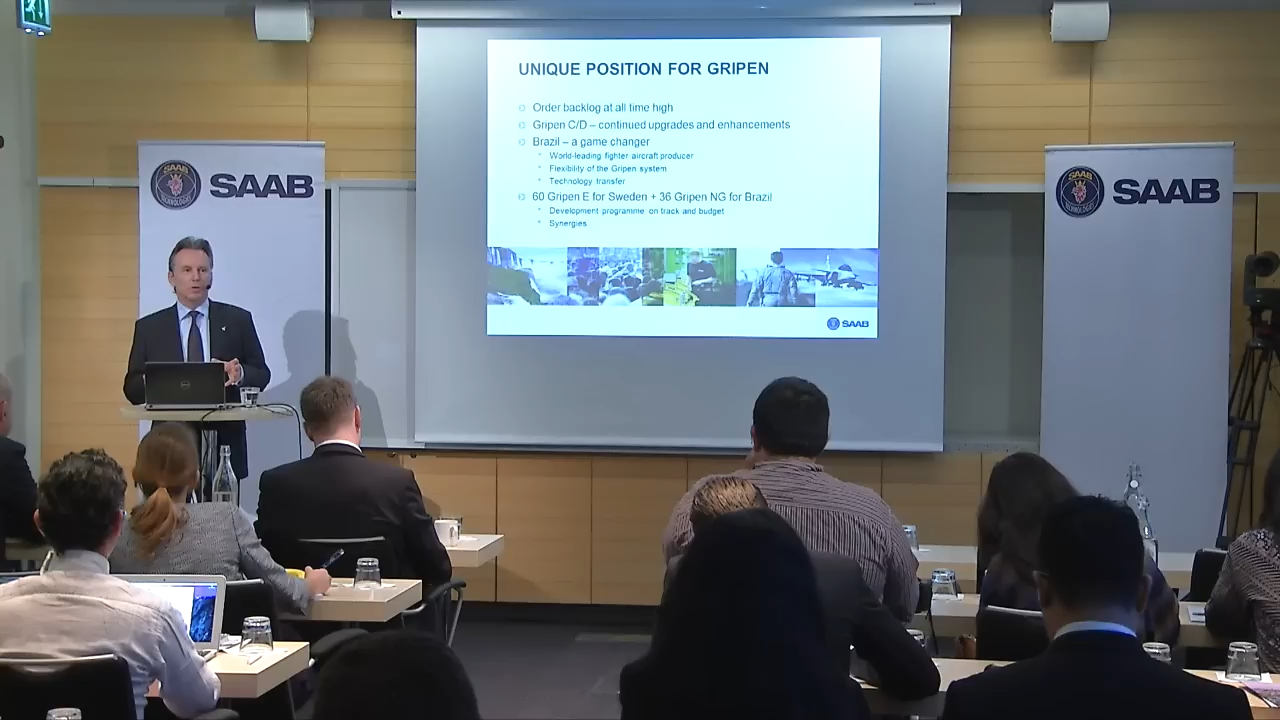 UNIQUE POSITION FOR GRIPEN
Order backlog at all time high
Gripen C/D – continued upgrades and enhancements
Brazil – a game changer
World-leading fighter aircraft producer
Flexibility of the Gripen system
Technology transfer
60 Gripen E for Sweden + 36 Gripen NG for Brazil
Development programme on track and budget
Synergies
SAAB
SAAB
SAAB
SAAB
SAAB